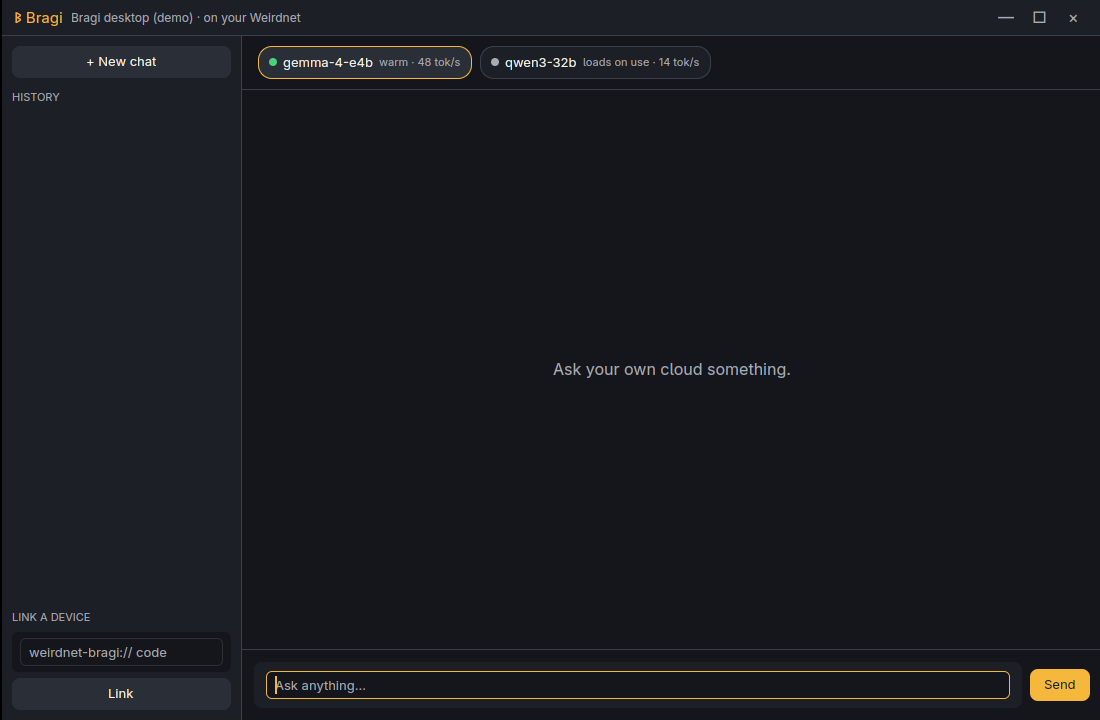 ᛒ Bragi Bragi desktop (demo) · on your Weirdnet
+ New chat
HISTORY
gemma-4-e4b warm · 48 tok/s
qwen3-32b loads on use · 14 tok/s
Ask your own cloud something.
LINK A DEVICE
weirdnet-bragi:// code
Link
Ask anything...
Send